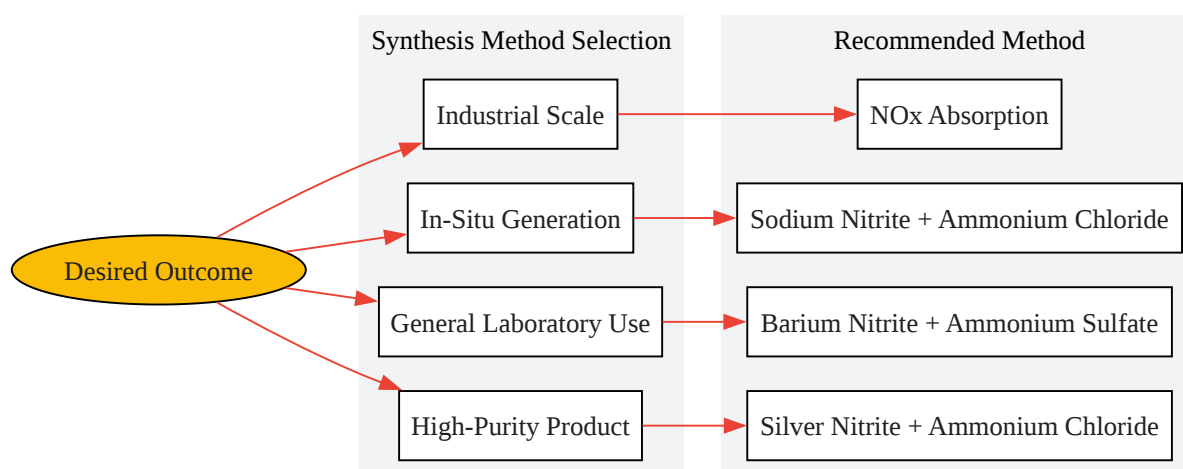 Synthesis Method Selection
Recommended Method
Industrial Scale
NOx Absorption
In-Situ Generation
Sodium Nitrite + Ammonium Chloride
Desired Outcome
General Laboratory Use
Barium Nitrite + Ammonium Sulfate
High-Purity Product
Silver Nitrite + Ammonium Chloride